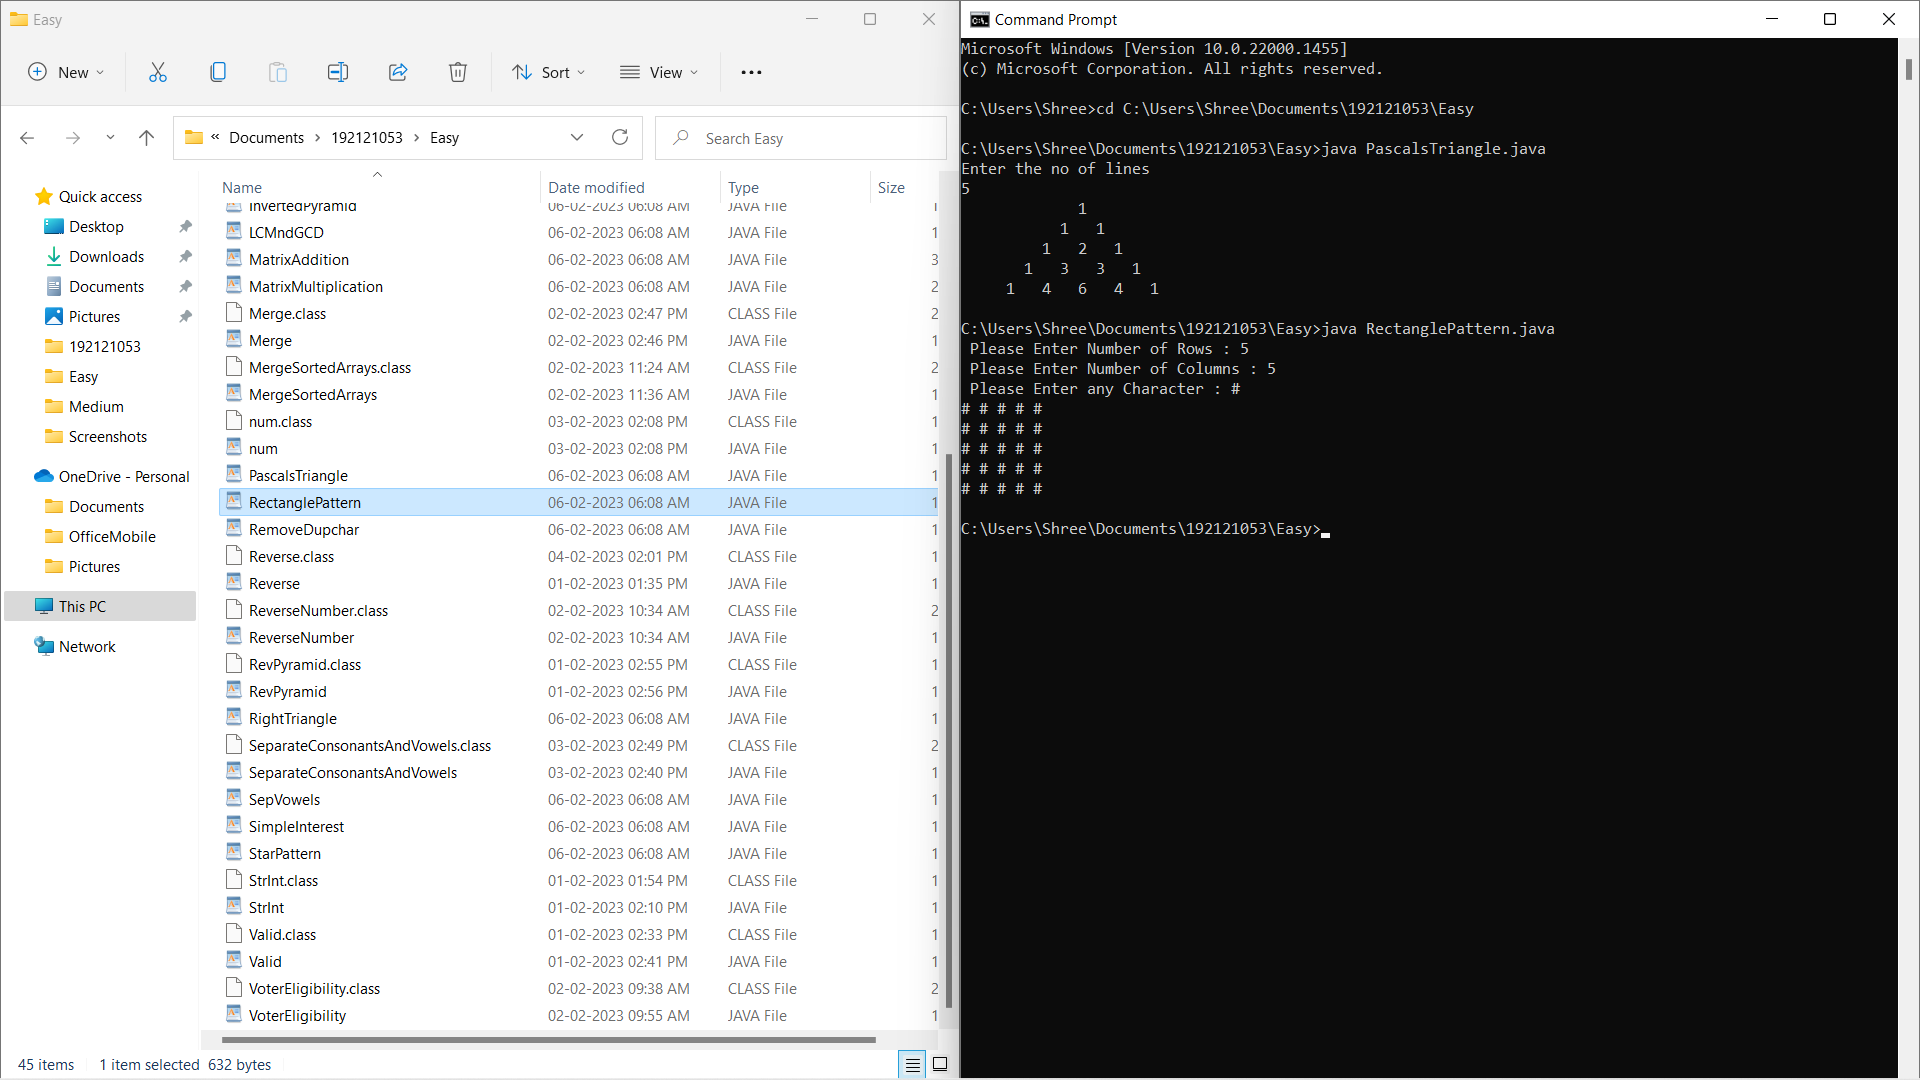 Easy
New
Sort
View
« Documents > 192121053 > Easy
Search Easy
Quick access
Desktop
Downloads
Documents
Pictures
192121053
Easy
Medium
Screenshots
OneDrive - Personal
Documents
OfficeMobile
Pictures
This PC
Network
Name Date modified Type Size
InvertedPyramid 06-02-2023 06:08 AM JAVA File 1
LCMndGCD 06-02-2023 06:08 AM JAVA File 1
MatrixAddition 06-02-2023 06:08 AM JAVA File 3
MatrixMultiplication 06-02-2023 06:08 AM JAVA File 2
Merge.class 02-02-2023 02:47 PM CLASS File 2
Merge 02-02-2023 02:46 PM JAVA File 1
MergeSortedArrays.class 02-02-2023 11:24 AM CLASS File 2
MergeSortedArrays 02-02-2023 11:36 AM JAVA File 1
num.class 03-02-2023 02:08 PM CLASS File 1
num 03-02-2023 02:08 PM JAVA File 1
PascalsTriangle 06-02-2023 06:08 AM JAVA File 1
RectanglePattern 06-02-2023 06:08 AM JAVA File 1
RemoveDupchar 06-02-2023 06:08 AM JAVA File 1
Reverse.class 04-02-2023 02:01 PM CLASS File 1
Reverse 01-02-2023 01:35 PM JAVA File 1
ReverseNumber.class 02-02-2023 10:34 AM CLASS File 2
ReverseNumber 02-02-2023 10:34 AM JAVA File 1
RevPyramid.class 01-02-2023 02:55 PM CLASS File 1
RevPyramid 01-02-2023 02:56 PM JAVA File 1
RightTriangle 06-02-2023 06:08 AM JAVA File 1
SeparateConsonantsAndVowels.class 03-02-2023 02:49 PM CLASS File 2
SeparateConsonantsAndVowels 03-02-2023 02:40 PM JAVA File 1
SepVowels 06-02-2023 06:08 AM JAVA File 1
SimpleInterest 06-02-2023 06:08 AM JAVA File 1
StarPattern 06-02-2023 06:08 AM JAVA File 1
StrInt.class 01-02-2023 01:54 PM CLASS File 1
StrInt 01-02-2023 02:10 PM JAVA File 1
Valid.class 01-02-2023 02:33 PM CLASS File 1
Valid 01-02-2023 02:41 PM JAVA File 1
VoterEligibility.class 02-02-2023 09:38 AM CLASS File 2
VoterEligibility 02-02-2023 09:55 AM JAVA File 1
45 items 1 item selected 632 bytes
Command Prompt
Microsoft Windows [Version 10.0.22000.1455]
(c) Microsoft Corporation. All rights reserved.
C:\Users\Shree>cd C:\Users\Shree\Documents\192121053\Easy
C:\Users\Shree\Documents\192121053\Easy>java PascalsTriangle.java
Enter the no of lines
5
1
1 1
1 2 1
1 3 3 1
1 4 6 4 1
C:\Users\Shree\Documents\192121053\Easy>java RectanglePattern.java
Please Enter Number of Rows : 5
Please Enter Number of Columns : 5
Please Enter any Character : #
# # # # #
# # # # #
# # # # #
# # # # #
# # # # #
C:\Users\Shree\Documents\192121053\Easy>